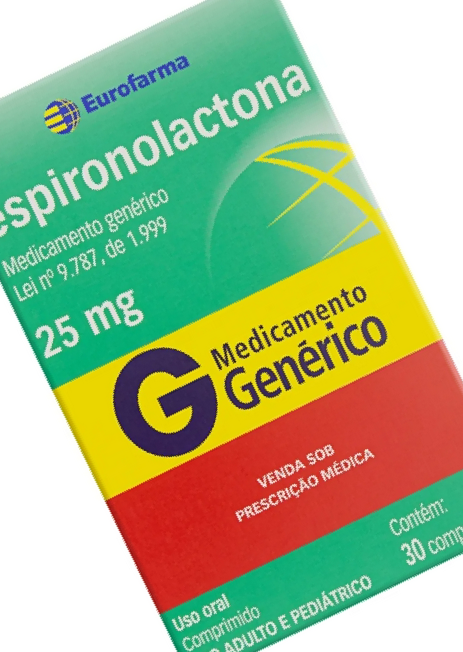 Eurofarma
espironolactona
Medicamento genérico
Lei nº 9.787, de 1.999
25 mg
G Medicamento
Genérico
VENDA SOB
PRESCRIÇÃO MÉDICA
Contém:
30 comp
Uso oral
Comprimido
ADULTO E PEDIÁTRICO